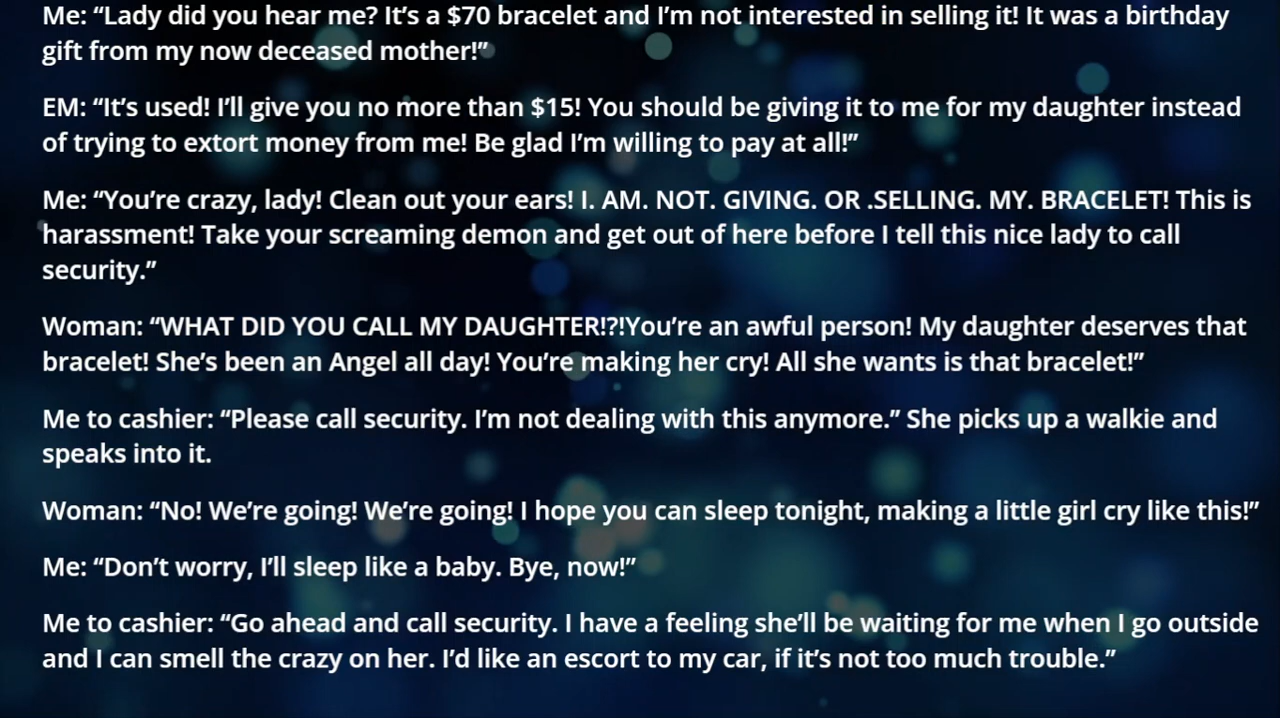 Me: “Lady did you hear me? It’s a $70 bracelet and I’m not interested in selling it! It was a birthday
gift from my now deceased mother!”
EM: “It’s used! I’ll give you no more than $15! You should be giving it to me for my daughter instead
of trying to extort money from me! Be glad I’m willing to pay at all!”
Me: “You’re crazy, lady! Clean out your ears! I. AM. NOT. GIVING. OR .SELLING. MY. BRACELET! This is
harassment! Take your screaming demon and get out of here before I tell this nice lady to call
security.”
Woman: “WHAT DID YOU CALL MY DAUGHTER!?!You’re an awful person! My daughter deserves that
bracelet! She’s been an Angel all day! You’re making her cry! All she wants is that bracelet!”
Me to cashier: “Please call security. I’m not dealing with this anymore.” She picks up a walkie and
speaks into it.
Woman: “No! We’re going! We’re going! I hope you can sleep tonight, making a little girl cry like this!”
Me: “Don’t worry, I’ll sleep like a baby. Bye, now!”
Me to cashier: “Go ahead and call security. I have a feeling she’ll be waiting for me when I go outside
and I can smell the crazy on her. I’d like an escort to my car, if it’s not too much trouble.”